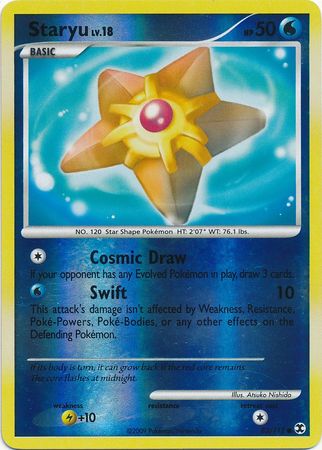 Staryu LV.18 HP 50
BASIC
NO. 120 Star Shape Pokémon HT: 2'07" WT: 76.1 lbs.
Cosmic Draw
If your opponent has any Evolved Pokémon in play, draw 3 cards.
Swift 10
This attack's damage isn't affected by Weakness, Resistance,
Poké-Powers, Poké-Bodies, or any other effects on the
Defending Pokémon.
If its body is torn, it can grow back if the red core remains.
The core flashes at midnight.
Illus. Atsuko Nishida
weakness resistance retreat cost
+10
©2009 Pokémon/Nintendo